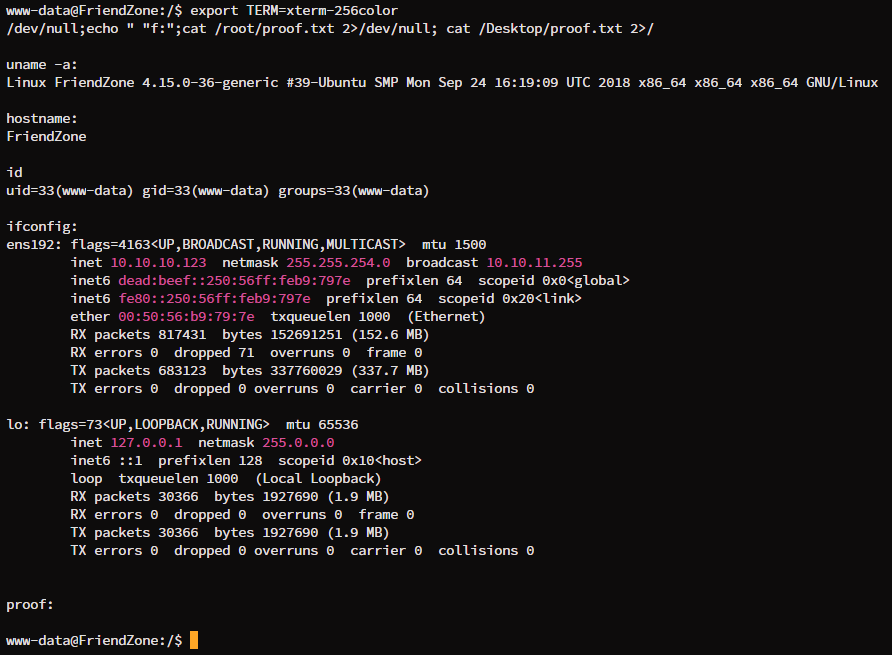 www-data@FriendZone:/$ export TERM=xterm-256color
/dev/null;echo " "f:";cat /root/proof.txt 2>/dev/null; cat /Desktop/proof.txt 2>/
uname -a:
Linux FriendZone 4.15.0-36-generic #39-Ubuntu SMP Mon Sep 24 16:19:09 UTC 2018 x86_64 x86_64 x86_64 GNU/Linux
hostname:
FriendZone
id
uid=33(www-data) gid=33(www-data) groups=33(www-data)
ifconfig:
ens192: flags=4163<UP,BROADCAST,RUNNING,MULTICAST>  mtu 1500
        inet 10.10.10.123  netmask 255.255.254.0  broadcast 10.10.11.255
        inet6 dead:beef::250:56ff:feb9:797e  prefixlen 64  scopeid 0x0<global>
        inet6 fe80::250:56ff:feb9:797e  prefixlen 64  scopeid 0x20<link>
        ether 00:50:56:b9:79:7e  txqueuelen 1000  (Ethernet)
        RX packets 817431  bytes 152691251 (152.6 MB)
        RX errors 0  dropped 71  overruns 0  frame 0
        TX packets 683123  bytes 337760029 (337.7 MB)
        TX errors 0  dropped 0 overruns 0  carrier 0  collisions 0
lo: flags=73<UP,LOOPBACK,RUNNING>  mtu 65536
        inet 127.0.0.1  netmask 255.0.0.0
        inet6 ::1  prefixlen 128  scopeid 0x10<host>
        loop  txqueuelen 1000  (Local Loopback)
        RX packets 30366  bytes 1927690 (1.9 MB)
        RX errors 0  dropped 0  overruns 0  frame 0
        TX packets 30366  bytes 1927690 (1.9 MB)
        TX errors 0  dropped 0 overruns 0  carrier 0  collisions 0
proof:
www-data@FriendZone:/$